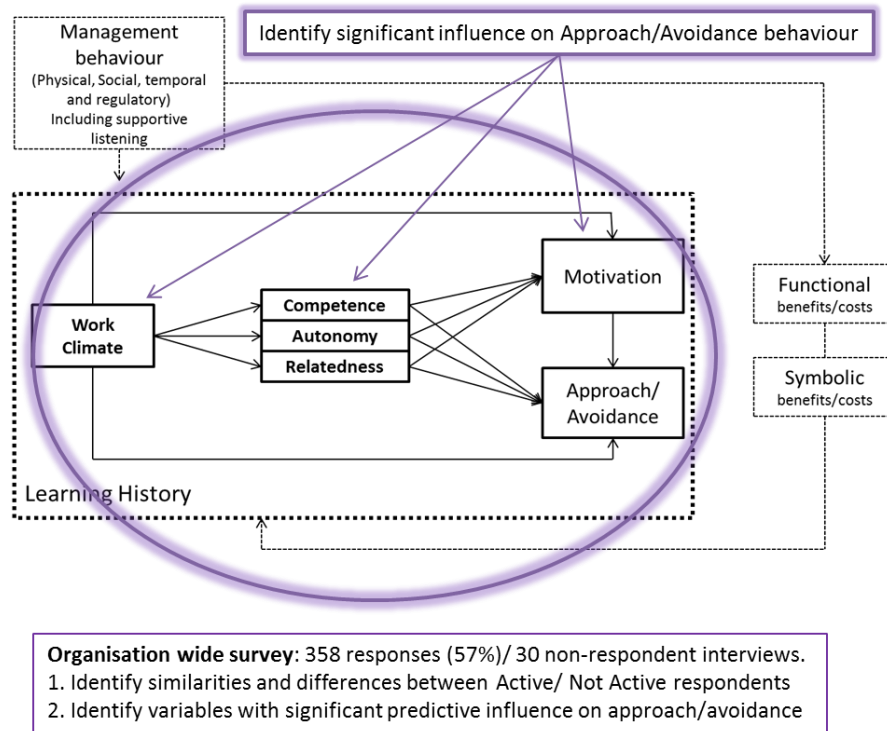 Management
behaviour
(Physical, Social, temporal
and regulatory)
Including supportive
listening
Identify significant influence on Approach/Avoidance behaviour
Work
Climate
Competence
Autonomy
Relatedness
Motivation
Approach/
Avoidance
Learning History
Functional
benefits/costs
Symbolic
benefits/costs
Organisation wide survey: 358 responses (57%)/ 30 non-respondent interviews.
1. Identify similarities and differences between Active/ Not Active respondents
2. Identify variables with significant predictive influence on approach/avoidance